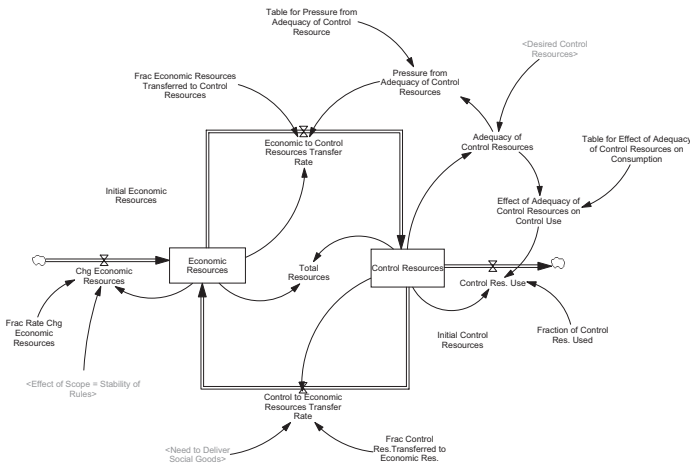 Table for Pressure from
Adequacy of Control
Resource
<Desired Control
Resources>
Frac Economic Resources
Transferred to Control
Resources
Pressure from
Adequacy of Control
Resources
Economic to Control
Resources Transfer
Rate
Adequacy of
Control Resources
Table for Effect of Adequacy
of Control Resources on
Consumption
Initial Economic
Resources
Effect of Adequacy of
Control Resources on
Control Use
Chg Economic
Resources
Economic
Resources
Total
Resources
Control Resources
Control Res. Use
Frac Rate Chg
Economic
Resources
Initial Control
Resources
Fraction of Control
Res. Used
<Effect of Scope = Stability of
Rules>
Control to Economic
Resources Transfer
Rate
<Need to Deliver
Social Goods>
Frac Control
Res.Transferred to
Economic Res.